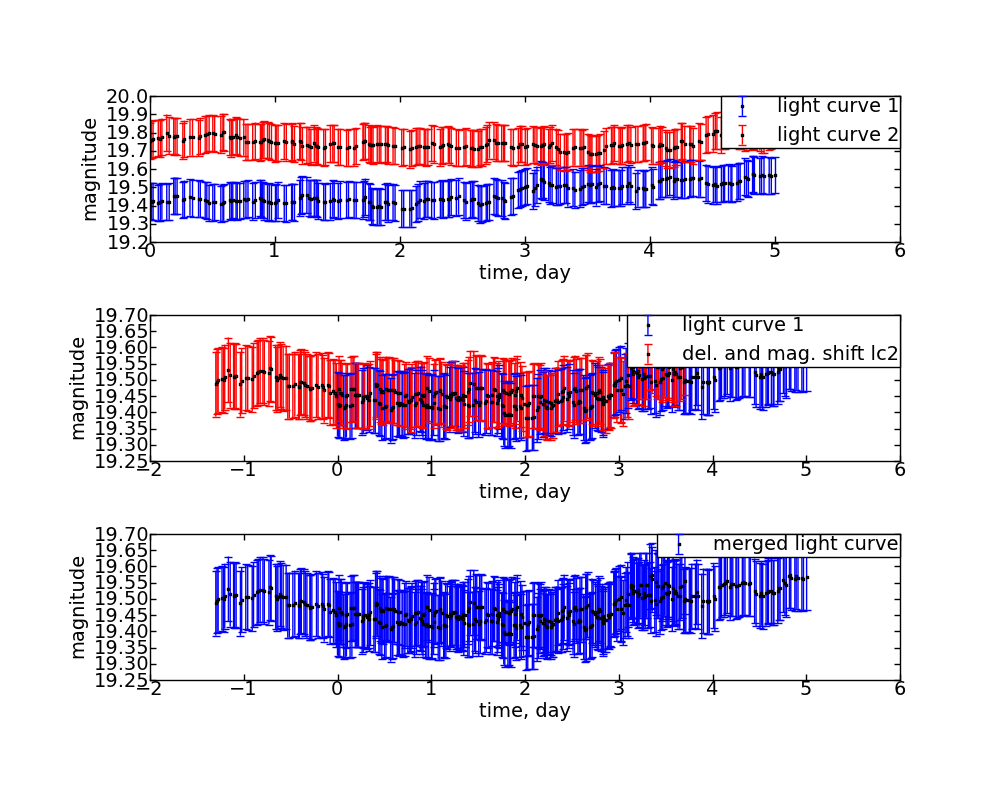 20.0
19.9
19.8
19.7
19.6
19.5
19.4
19.3
19.2
magnitude
light curve 1
light curve 2
0 1 2 3 4 5 6
time, day
19.70
19.65
19.60
19.55
19.50
19.45
19.40
19.35
19.30
19.25
magnitude
light curve 1
del. and mag. shift lc2
−2 −1 0 1 2 3 4 5 6
time, day
19.70
19.65
19.60
19.55
19.50
19.45
19.40
19.35
19.30
19.25
magnitude
merged light curve
−2 −1 0 1 2 3 4 5 6
time, day